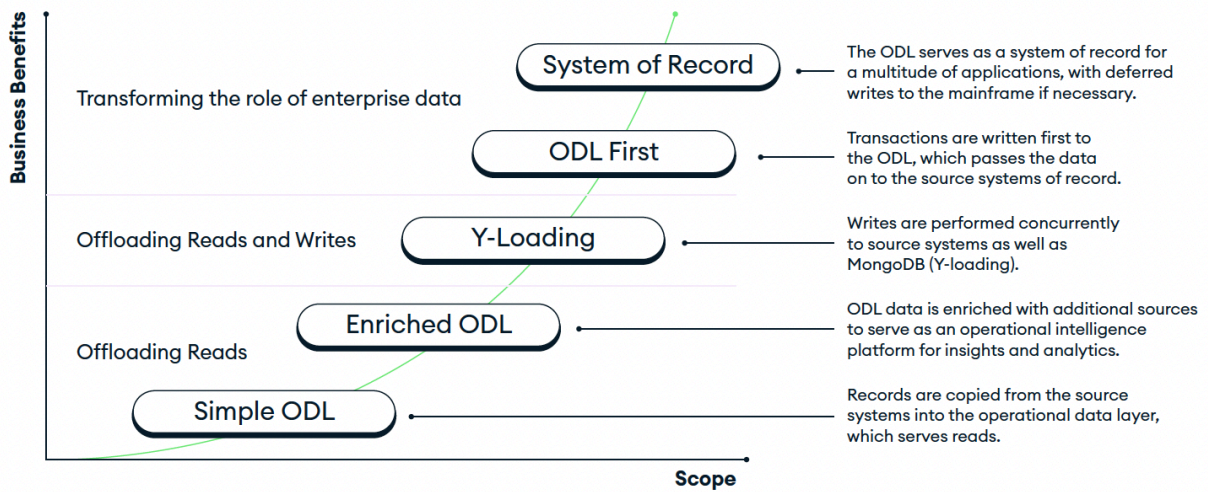 Business Benefits
System of Record
The ODL serves as a system of record for
a multitude of applications, with deferred
writes to the mainframe if necessary.
Transforming the role of enterprise data
ODL First
Transactions are written first to
the ODL, which passes the data
on to the source systems of record.
Offloading Reads and Writes
Y-Loading
Writes are performed concurrently
to source systems as well as
MongoDB (Y-loading).
Enriched ODL
ODL data is enriched with additional sources
to serve as an operational intelligence
platform for insights and analytics.
Offloading Reads
Simple ODL
Records are copied from the source
systems into the operational data layer,
which serves reads.
Scope